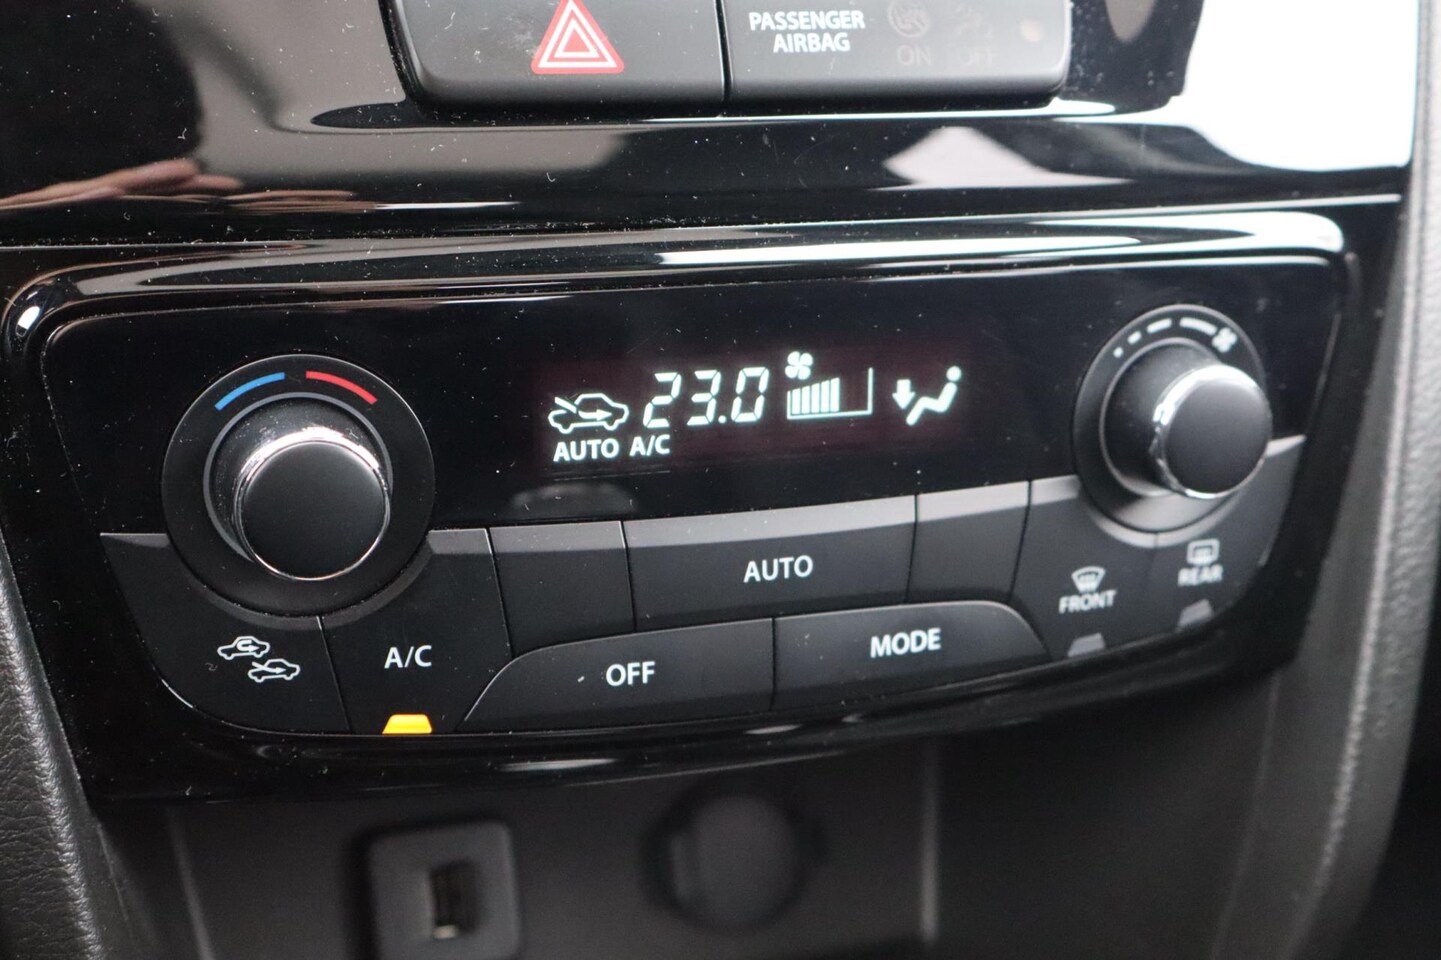 PASSENGER
AIRBAG
ON OFF
23.0
AUTO A/C
AUTO
FRONT
REAR
A/C
OFF
MODE